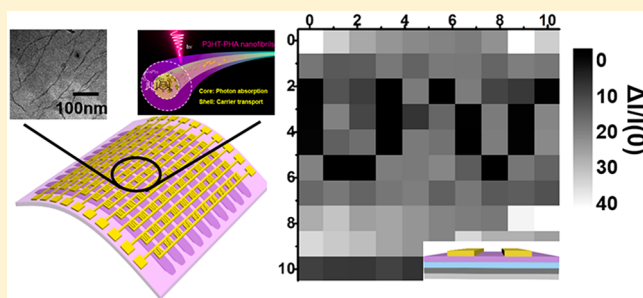 P3HT-PHA nanofibrils
hν
Core: Photon absorption
Shell: Carrier transport
100nm
0 2 4 6 8 10
0
2
4
6
8
10
ΔI/I(0)
0
10
20
30
40